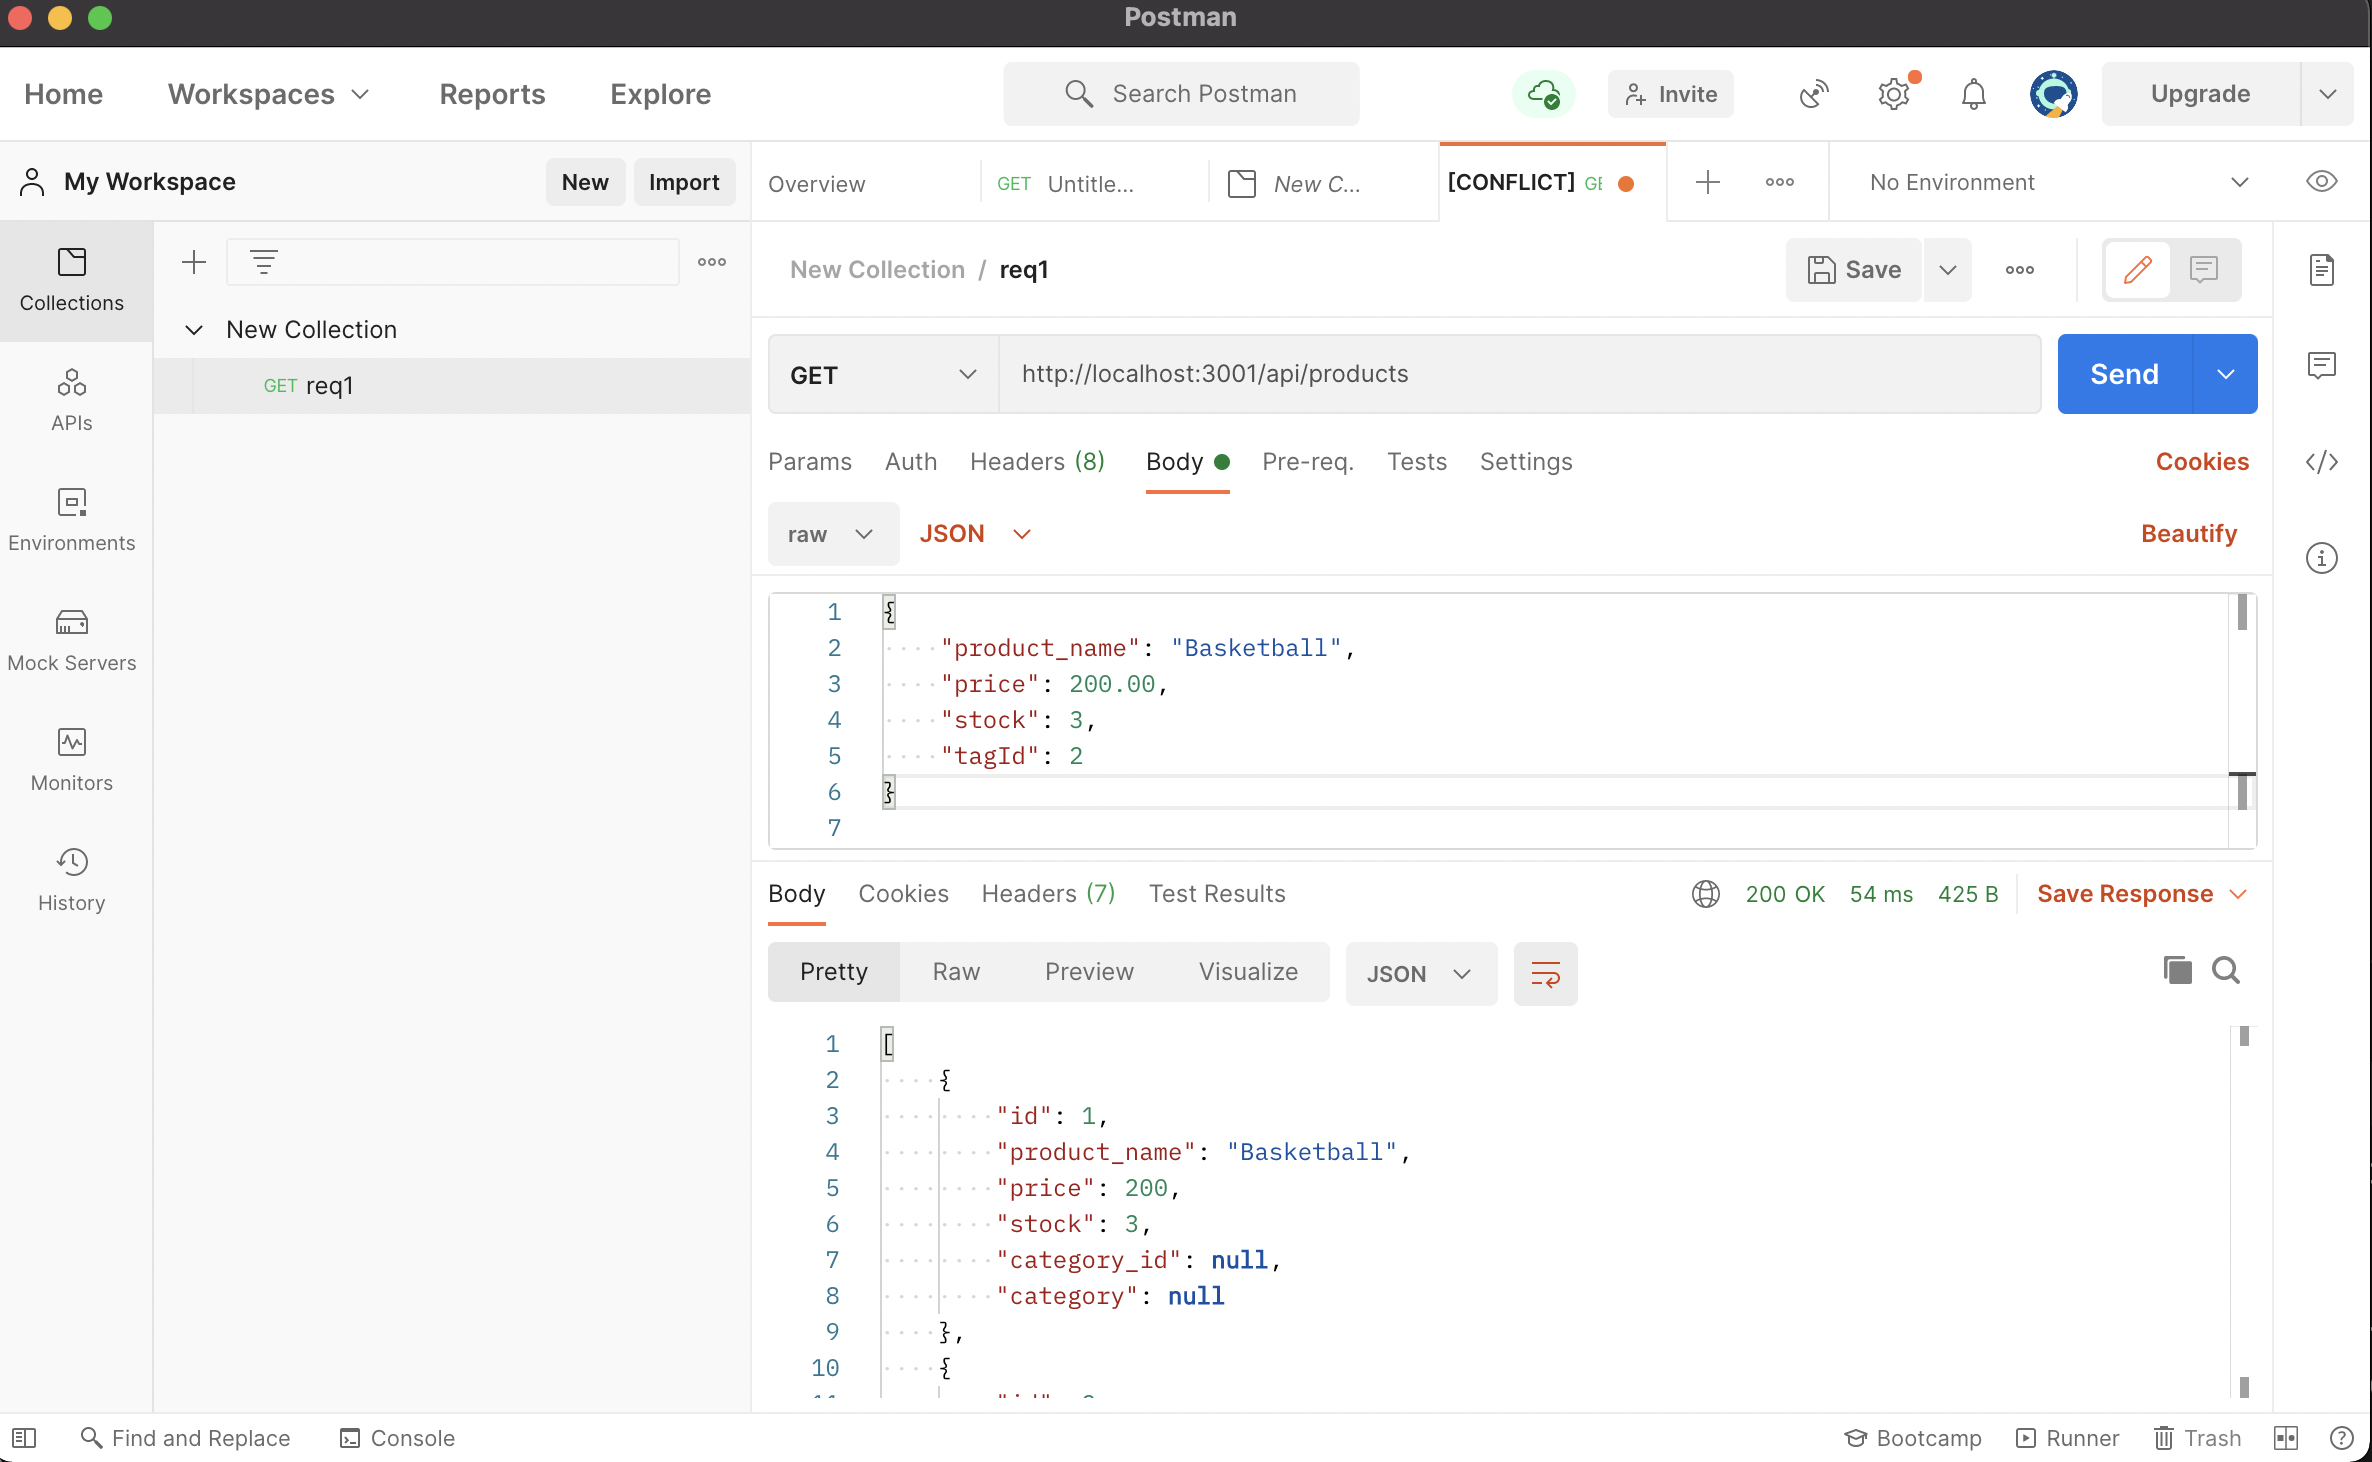 Postman
Home Workspaces Reports Explore Search Postman Invite Upgrade
My Workspace New Import Overview GET Untitle... New C... [CONFLICT] GE No Environment
Collections
APIs
Environments
Mock Servers
Monitors
History
New Collection
GET req1
New Collection / req1 Save
GET http://localhost:3001/api/products Send
Params Auth Headers (8) Body Pre-req. Tests Settings Cookies
raw JSON Beautify
1 {
2 "product_name": "Basketball",
3 "price": 200.00,
4 "stock": 3,
5 "tagId": 2
6 }
7
Body Cookies Headers (7) Test Results 200 OK 54 ms 425 B Save Response
Pretty Raw Preview Visualize JSON
1 [
2 {
3 "id": 1,
4 "product_name": "Basketball",
5 "price": 200,
6 "stock": 3,
7 "category_id": null,
8 "category": null
9 },
10 {
Find and Replace Console Bootcamp Runner Trash